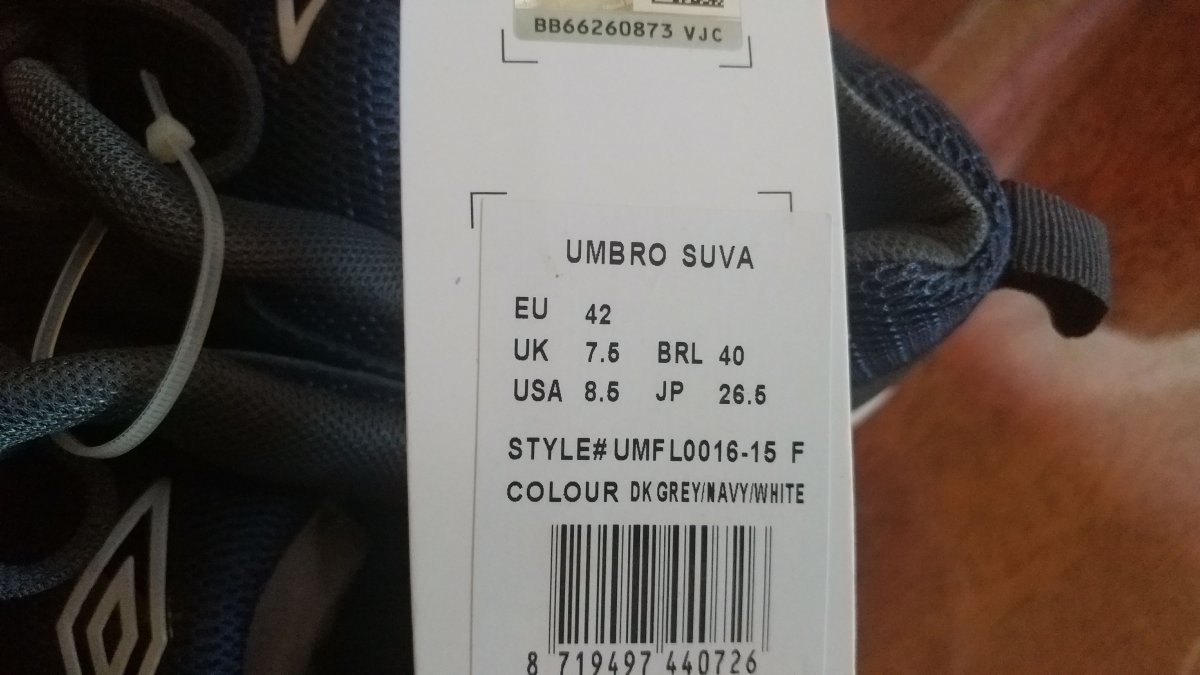 BB66260873 VJC
UMBRO SUVA
EU 42
UK 7.5 BRL 40
USA 8.5 JP 26.5
STYLE# UMFL0016-15 F
COLOUR DK GREY/NAVY/WHITE
8 719497 440726